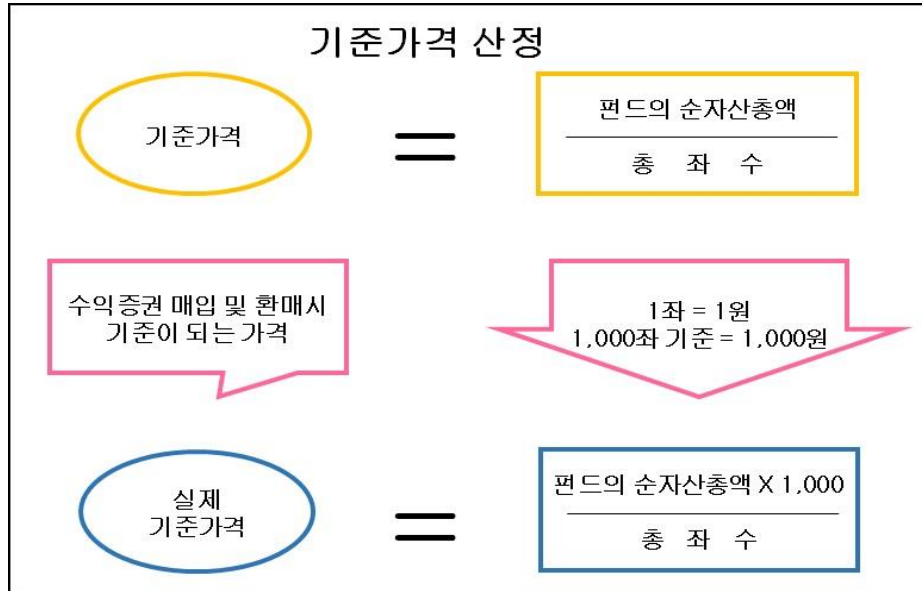 기준가격 산정
기준가격
=
펀드의 순자산총액
총 좌 수
수익증권 매입 및 환매시
기준이 되는 가격
1좌 = 1원
1,000좌 기준 = 1,000원
실제
기준가격
=
펀드의 순자산총액 X 1,000
총 좌 수